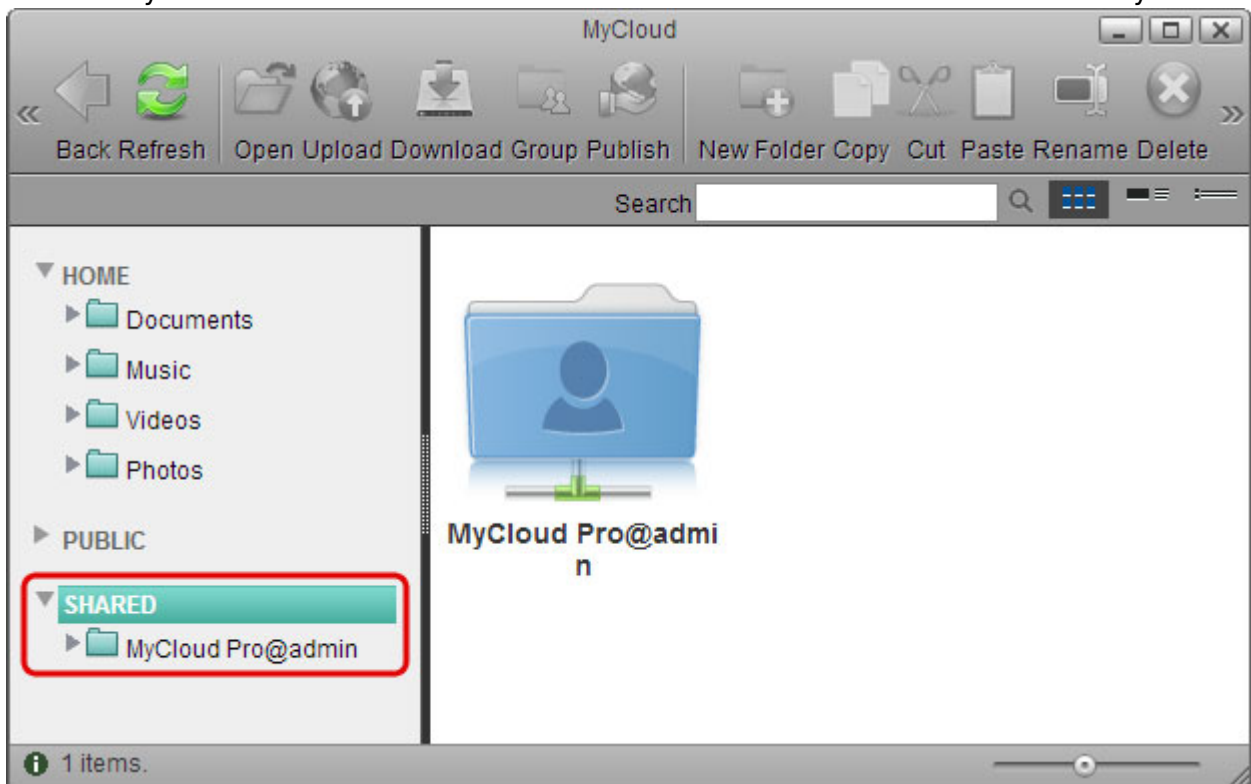 MyCloud
Back Refresh Open Upload Download Group Publish New Folder Copy Cut Paste Rename Delete
Search
HOME
Documents
Music
Videos
Photos
PUBLIC
SHARED
MyCloud Pro@admin
MyCloud Pro@admi
n
1 items.